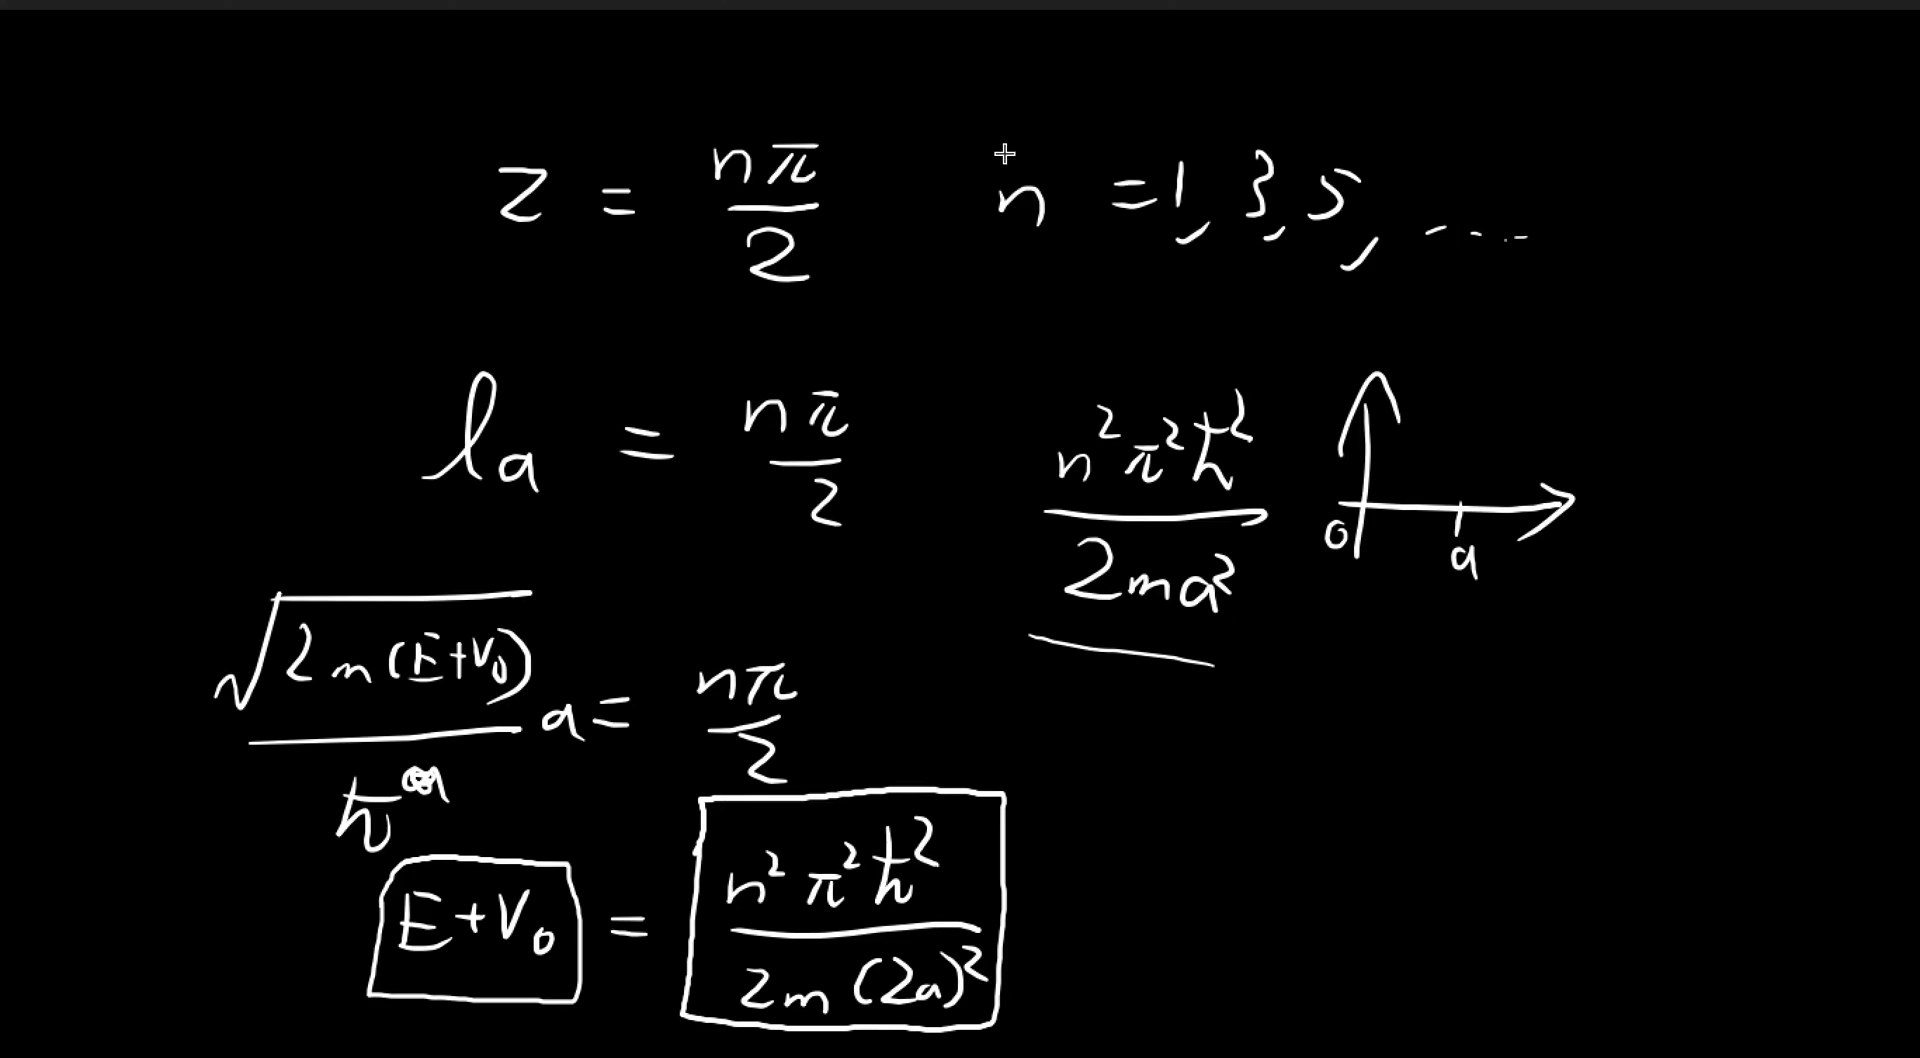 z = nπ/2 n = 1, 3, 5, ....
la = nπ/2
n²π²ħ²/2ma²
0 a
√(2m(E+V₀))/ħ a = nπ/2
E+V₀ = n²π²ħ²/2m(2a)²